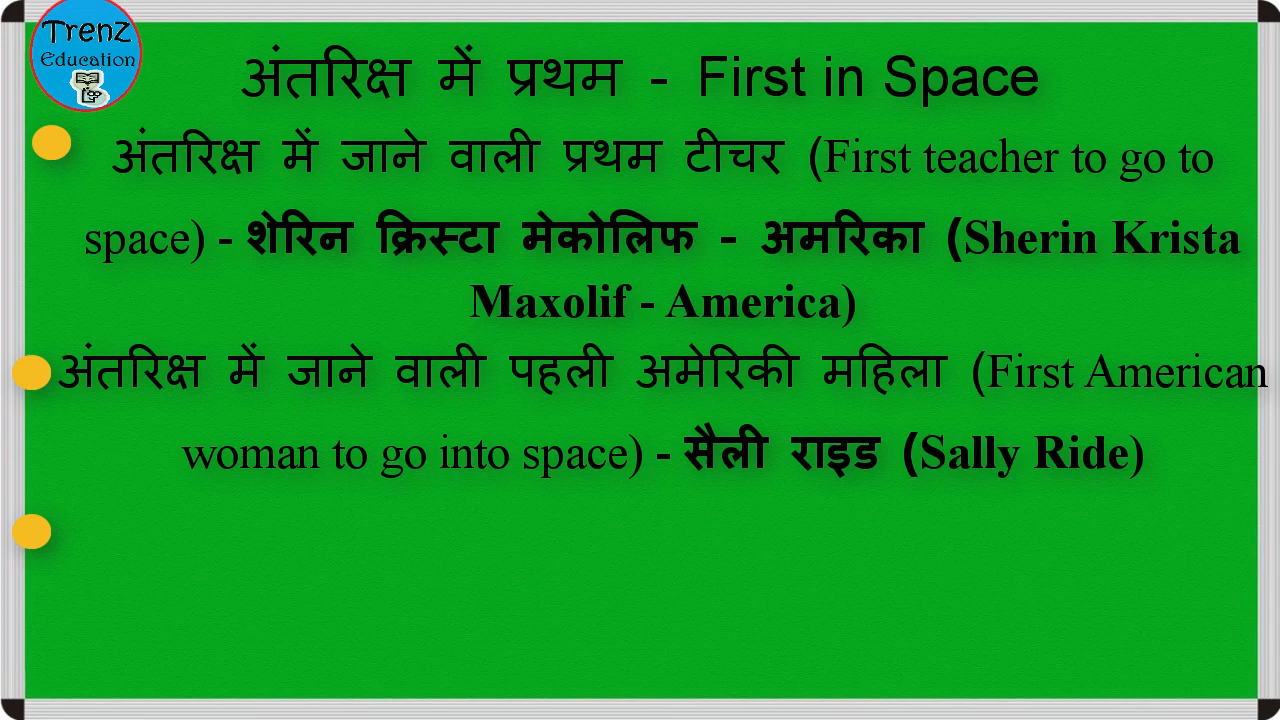 Trenz
Education
अंतरिक्ष में प्रथम - First in Space
अंतरिक्ष में जाने वाली प्रथम टीचर (First teacher to go to
space) - शेरिन क्रिस्टा मेकोलिफ - अमरिका (Sherin Krista
Maxolif - America)
अंतरिक्ष में जाने वाली पहली अमेरिकी महिला (First American
woman to go into space) - सैली राइड (Sally Ride)